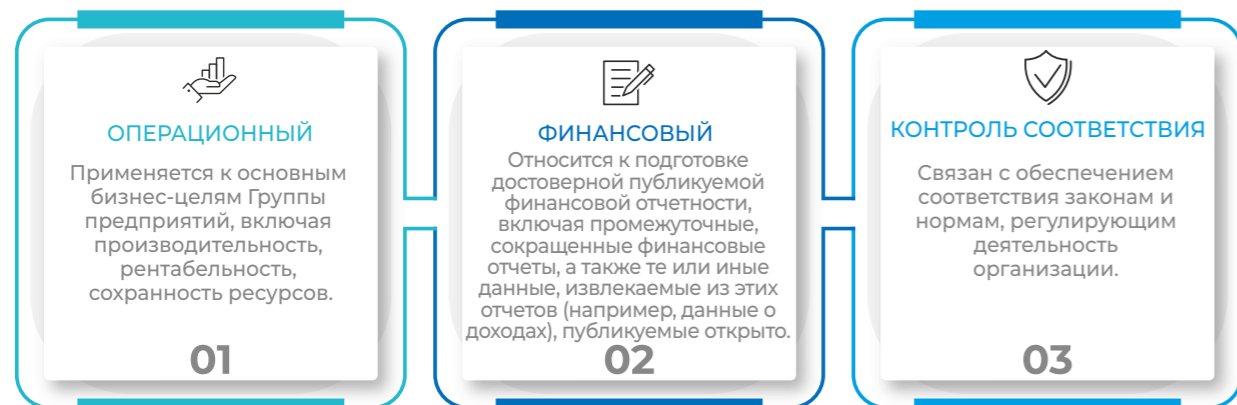 ОПЕРАЦИОННЫЙ
Применяется к основным
бизнес-целям Группы
предприятий, включая
производительность,
рентабельность,
сохранность ресурсов.
01
ФИНАНСОВЫЙ
Относится к подготовке
достоверной публикуемой
финансовой отчетности,
включая промежуточные,
сокращенные финансовые
отчеты, а также те или иные
данные, извлекаемые из этих
отчетов (например, данные о
доходах), публикуемые открыто.
02
КОНТРОЛЬ СООТВЕТСТВИЯ
Связан с обеспечением
соответствия законам и
нормам, регулирующим
деятельность
организации.
03